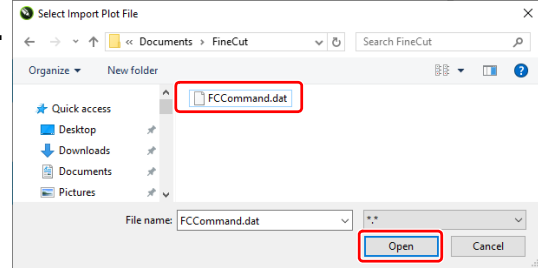 Select Import Plot File
« Documents › FineCut
Search FineCut
Organize
New folder
Quick access
FCCommand.dat
Desktop
Downloads
Documents
Pictures
File name: FCCommand.dat
*.*
Open
Cancel